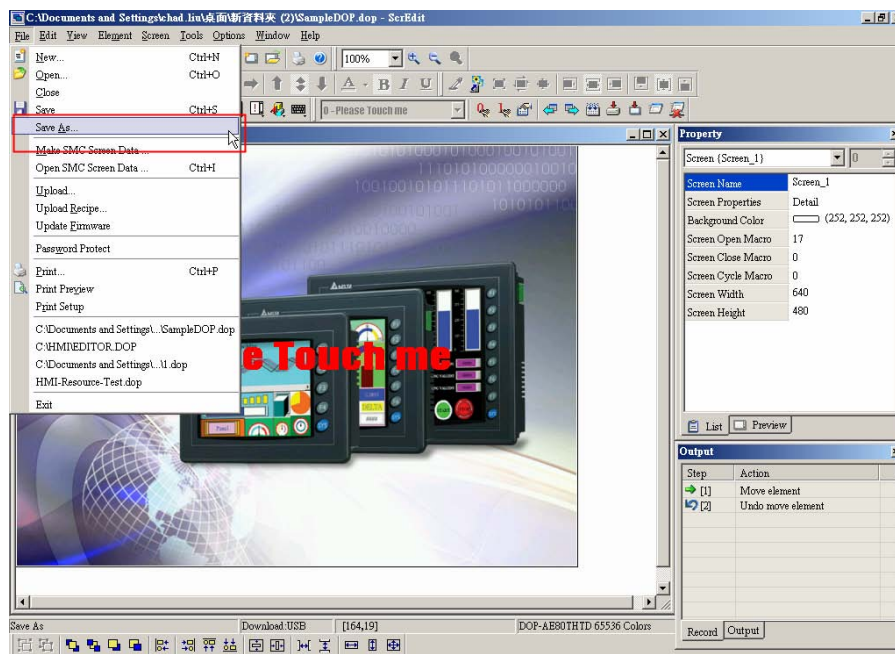 C:\Documents and Settings\chad.liu\桌面\新資料夾 (2)\SampleDOP.dop - ScrEdit
File Edit View Element Screen Tools Options Window Help
New... Ctrl+N
Open... Ctrl+O
Close
Save Ctrl+S
Save As...
Make SMC Screen Data ...
Open SMC Screen Data ... Ctrl+I
Upload...
Upload Recipe...
Update Firmware
Password Protect
Print... Ctrl+P
Print Preview
Print Setup
C:\Documents and Settings\...\SampleDOP.dop
C:\HMI\EDITOR.DOP
C:\Documents and Settings\...\1.dop
HMI-Resource-Test.dop
Exit
100%
A B I U
0 - Please Touch me
e Touch me
Property
Screen {Screen_1} 0
Screen Name Screen_1
Screen Properties Detail
Background Color (252, 252, 252)
Screen Open Macro 17
Screen Close Macro 0
Screen Cycle Macro 0
Screen Width 640
Screen Height 480
List Preview
Output
Step Action
[1] Move element
[2] Undo move element
Record Output
Save As Download:USB [164,19] DOP-AE80THTD 65536 Colors